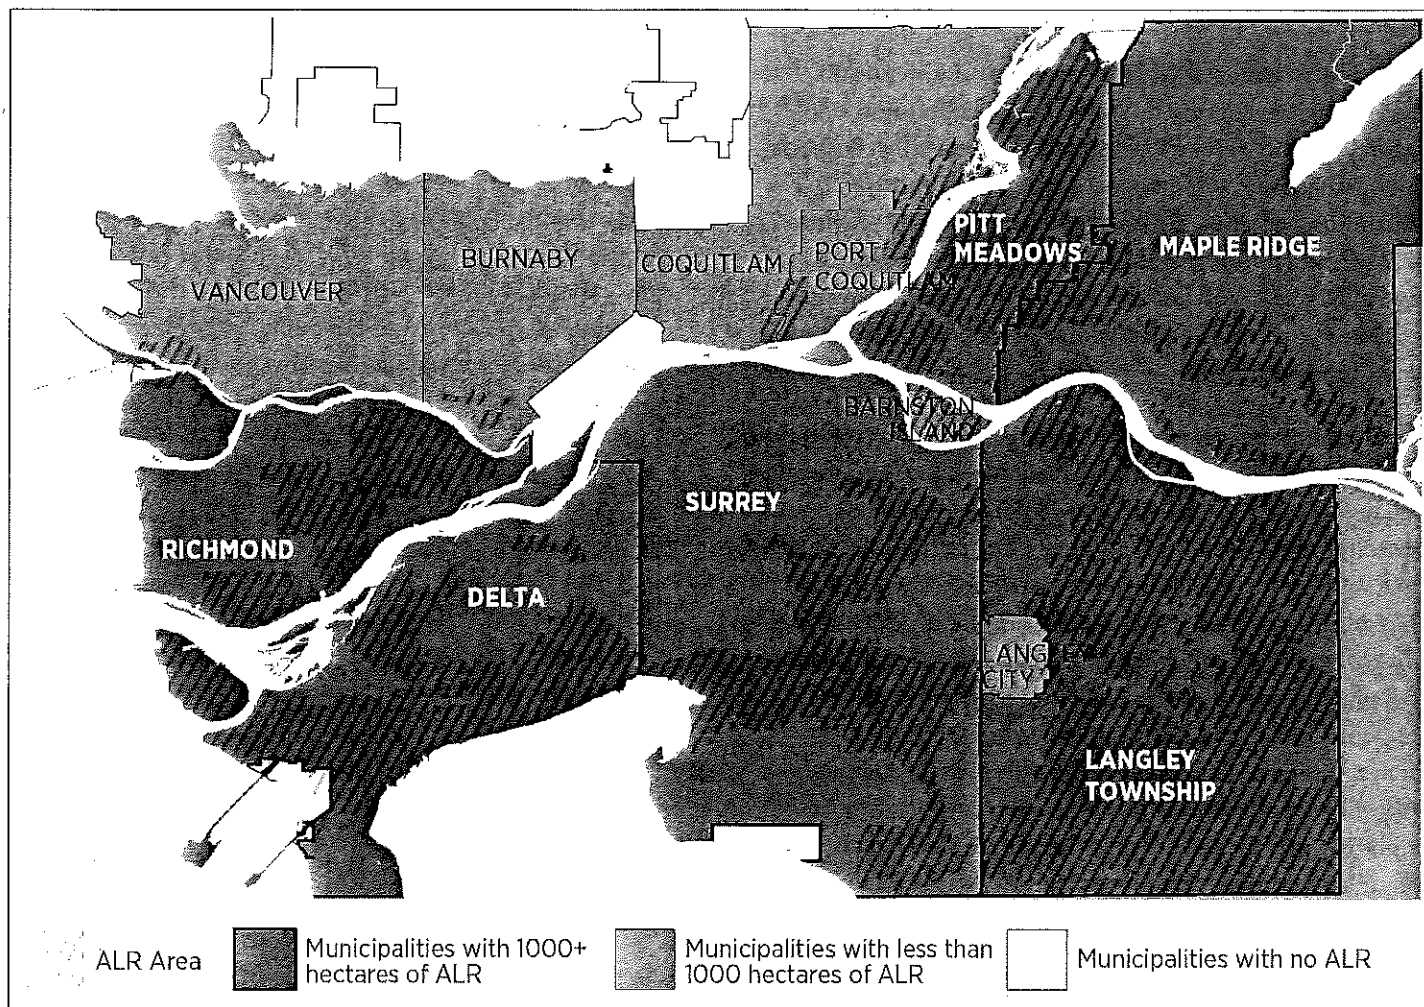 PITT
MEADOWS
MAPLE RIDGE
BURNABY
COQUITLAM
PORT
COQUITLAM
VANCOUVER
BARNSTON
ISLAND
SURREY
RICHMOND
DELTA
CITY
LANGLEY
TOWNSHIP
ALR Area
Municipalities with 1000+
hectares of ALR
Municipalities with less than
1000 hectares of ALR
Municipalities with no ALR